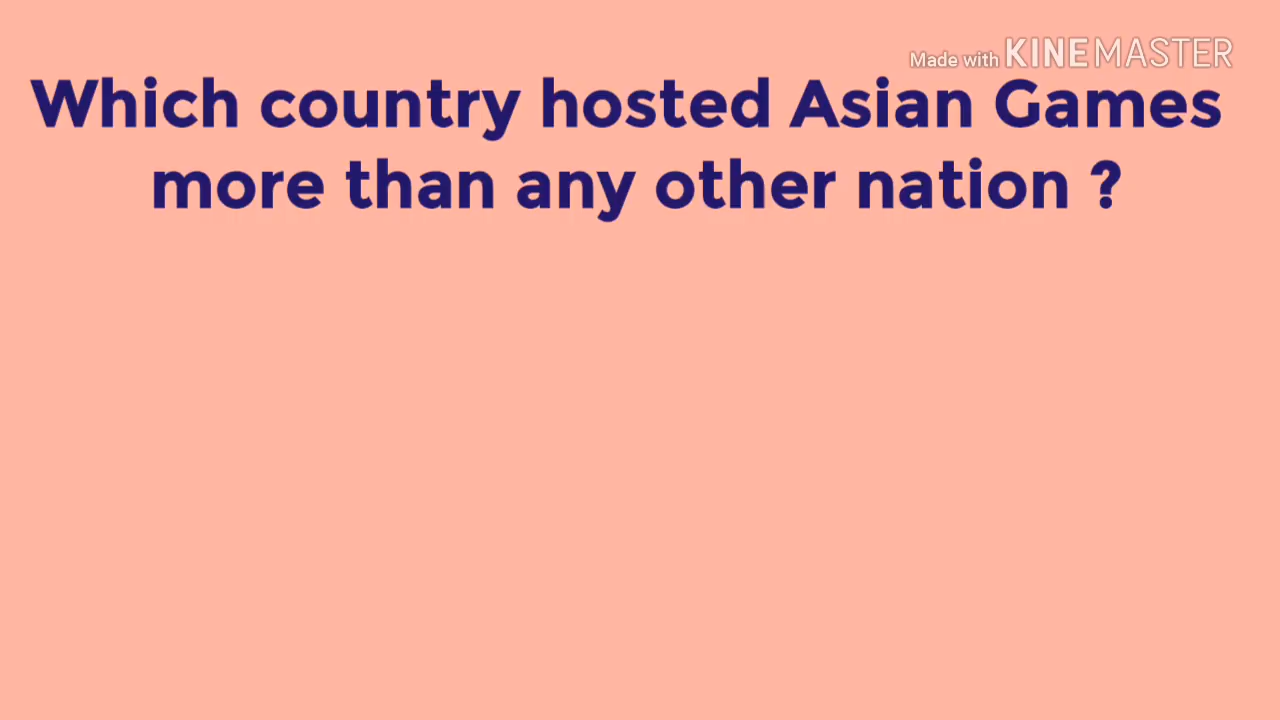 Made with KINEMASTER
Which country hosted Asian Games
more than any other nation ?